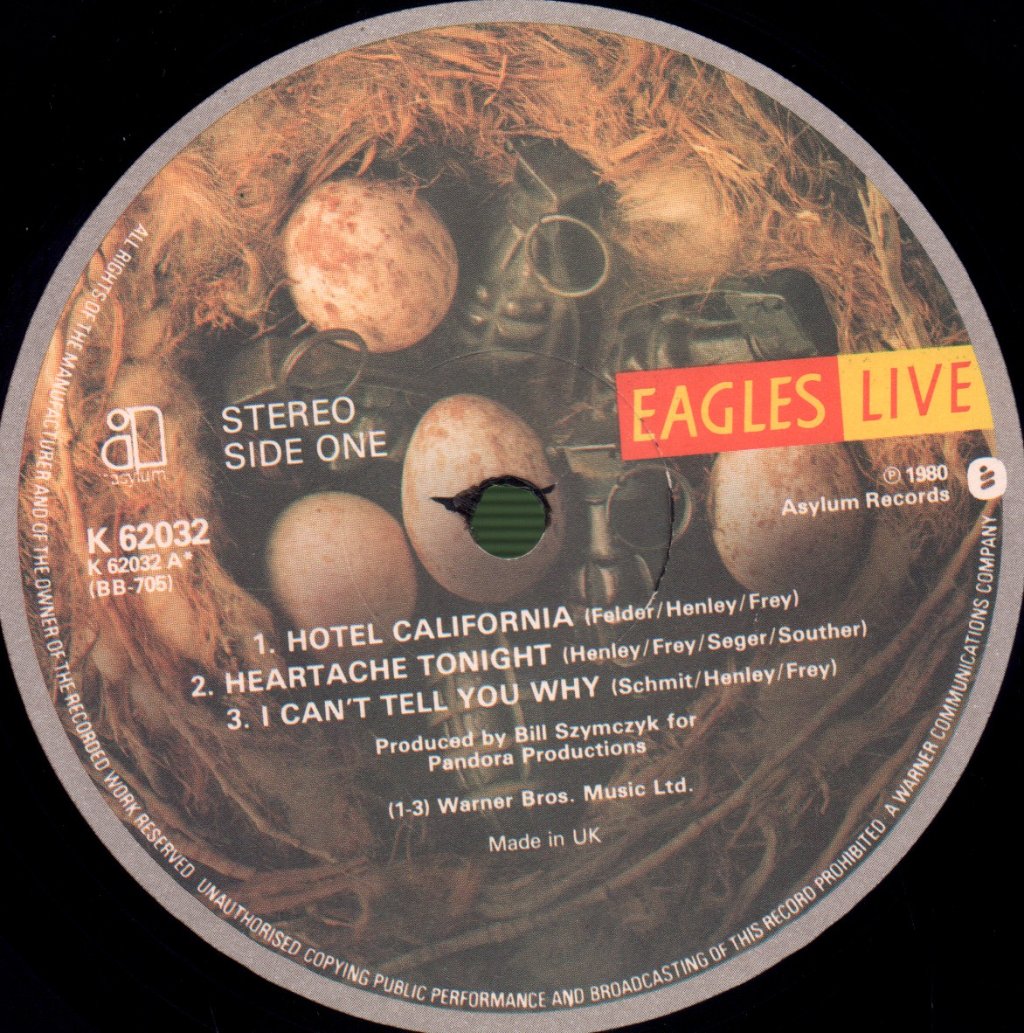 EAGLES LIVE
STEREO
SIDE ONE
asylum
℗ 1980
Asylum Records
K 62032
K 62032 A*
(BB-705)
1. HOTEL CALIFORNIA (Felder/Henley/Frey)
2. HEARTACHE TONIGHT (Henley/Frey/Seger/Souther)
3. I CAN'T TELL YOU WHY (Schmit/Henley/Frey)
Produced by Bill Szymczyk for
Pandora Productions
(1-3) Warner Bros. Music Ltd.
Made in UK
ALL RIGHTS OF THE MANUFACTURER AND OF THE OWNER OF THE RECORDED WORK RESERVED UNAUTHORISED COPYING PUBLIC PERFORMANCE AND BROADCASTING OF THIS RECORD PROHIBITED A WARNER COMMUNICATIONS COMPANY